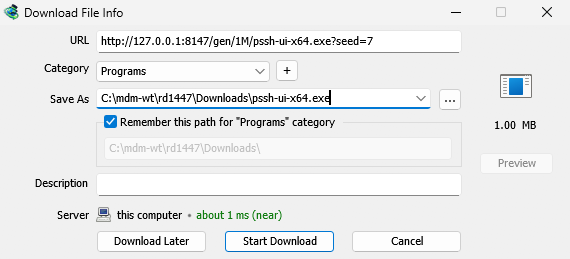 Download File Info
URL http://127.0.0.1:8147/gen/1M/pssh-ui-x64.exe?seed=7
Category Programs +
Save As C:\mdm-wt\rd1447\Downloads\pssh-ui-x64.exe ...
1.00 MB
Remember this path for "Programs" category
C:\mdm-wt\rd1447\Downloads\
Preview
Description
Server this computer • about 1 ms (near)
Download Later Start Download Cancel